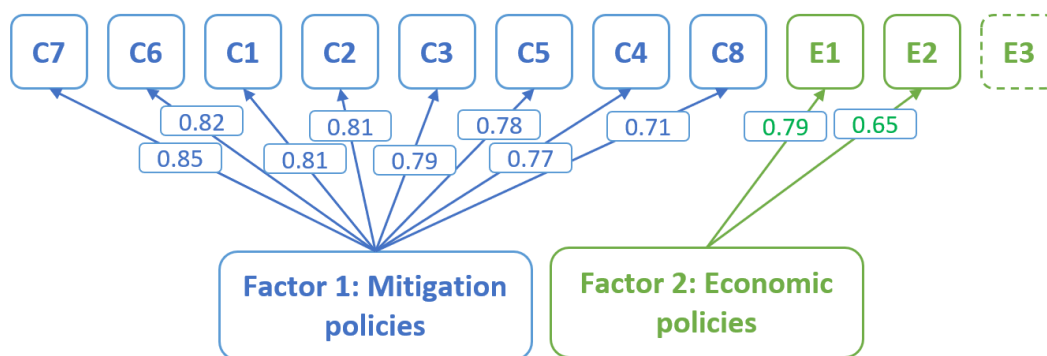 C7 C6 C1 C2 C3 C5 C4 C8 E1 E2 E3
0.82 0.81 0.78 0.71 0.79 0.65
0.85 0.81 0.79 0.77
Factor 1: Mitigation
policies
Factor 2: Economic
policies